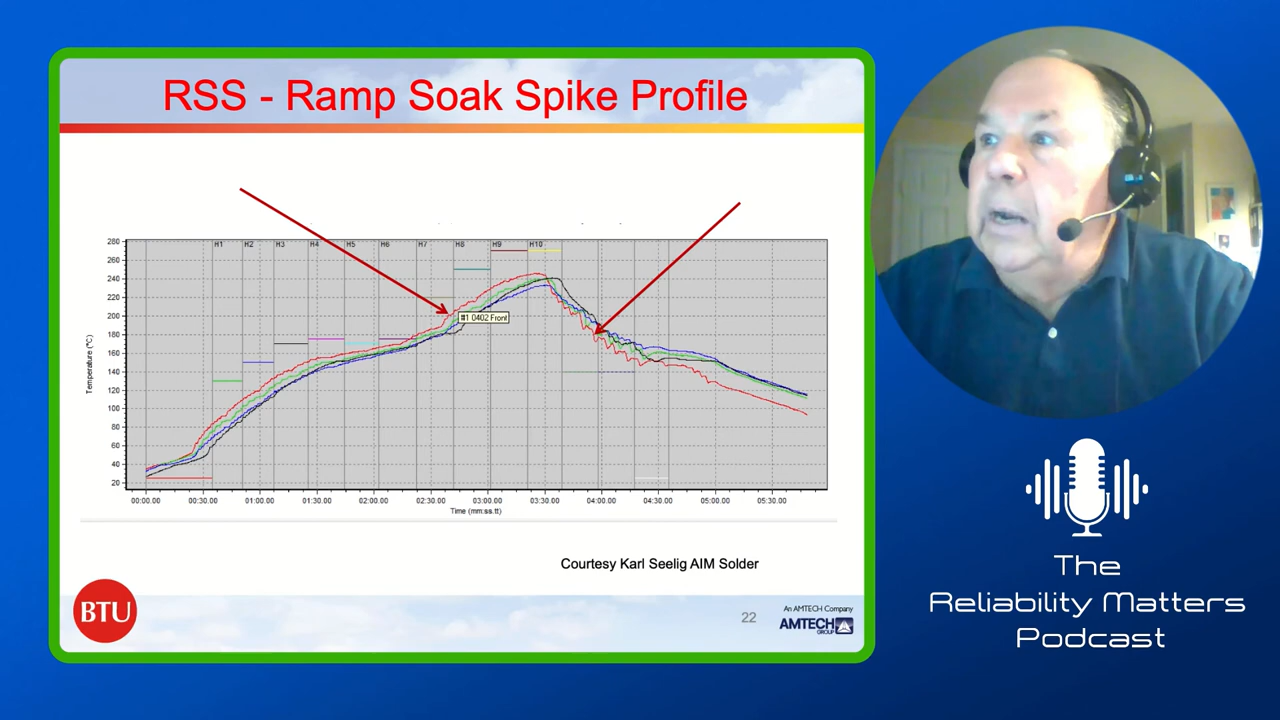 RSS - Ramp Soak Spike Profile
H1 H2 H3 H4 H5 H6 H7 H8 H9 H10
280
260
240
220
200
180
160
140
120
100
80
60
40
20
Temperature (°C)
#1 0402 Front
00:00.00 00:30.00 01:00.00 01:30.00 02:00.00 02:30.00 03:00.00 03:30.00 04:00.00 04:30.00 05:00.00 05:30.00
Time (mm:ss.tt)
Courtesy Karl Seelig AIM Solder
BTU
22
An AMTECH Company
AMTECH
GROUP
The
Reliability Matters
Podcast